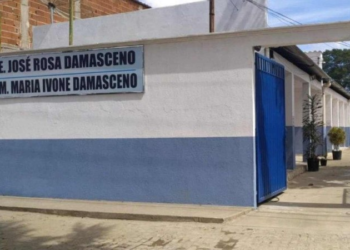 E. JOSÉ ROSA DAMASCENO
M. MARIA IVONE DAMASCENO